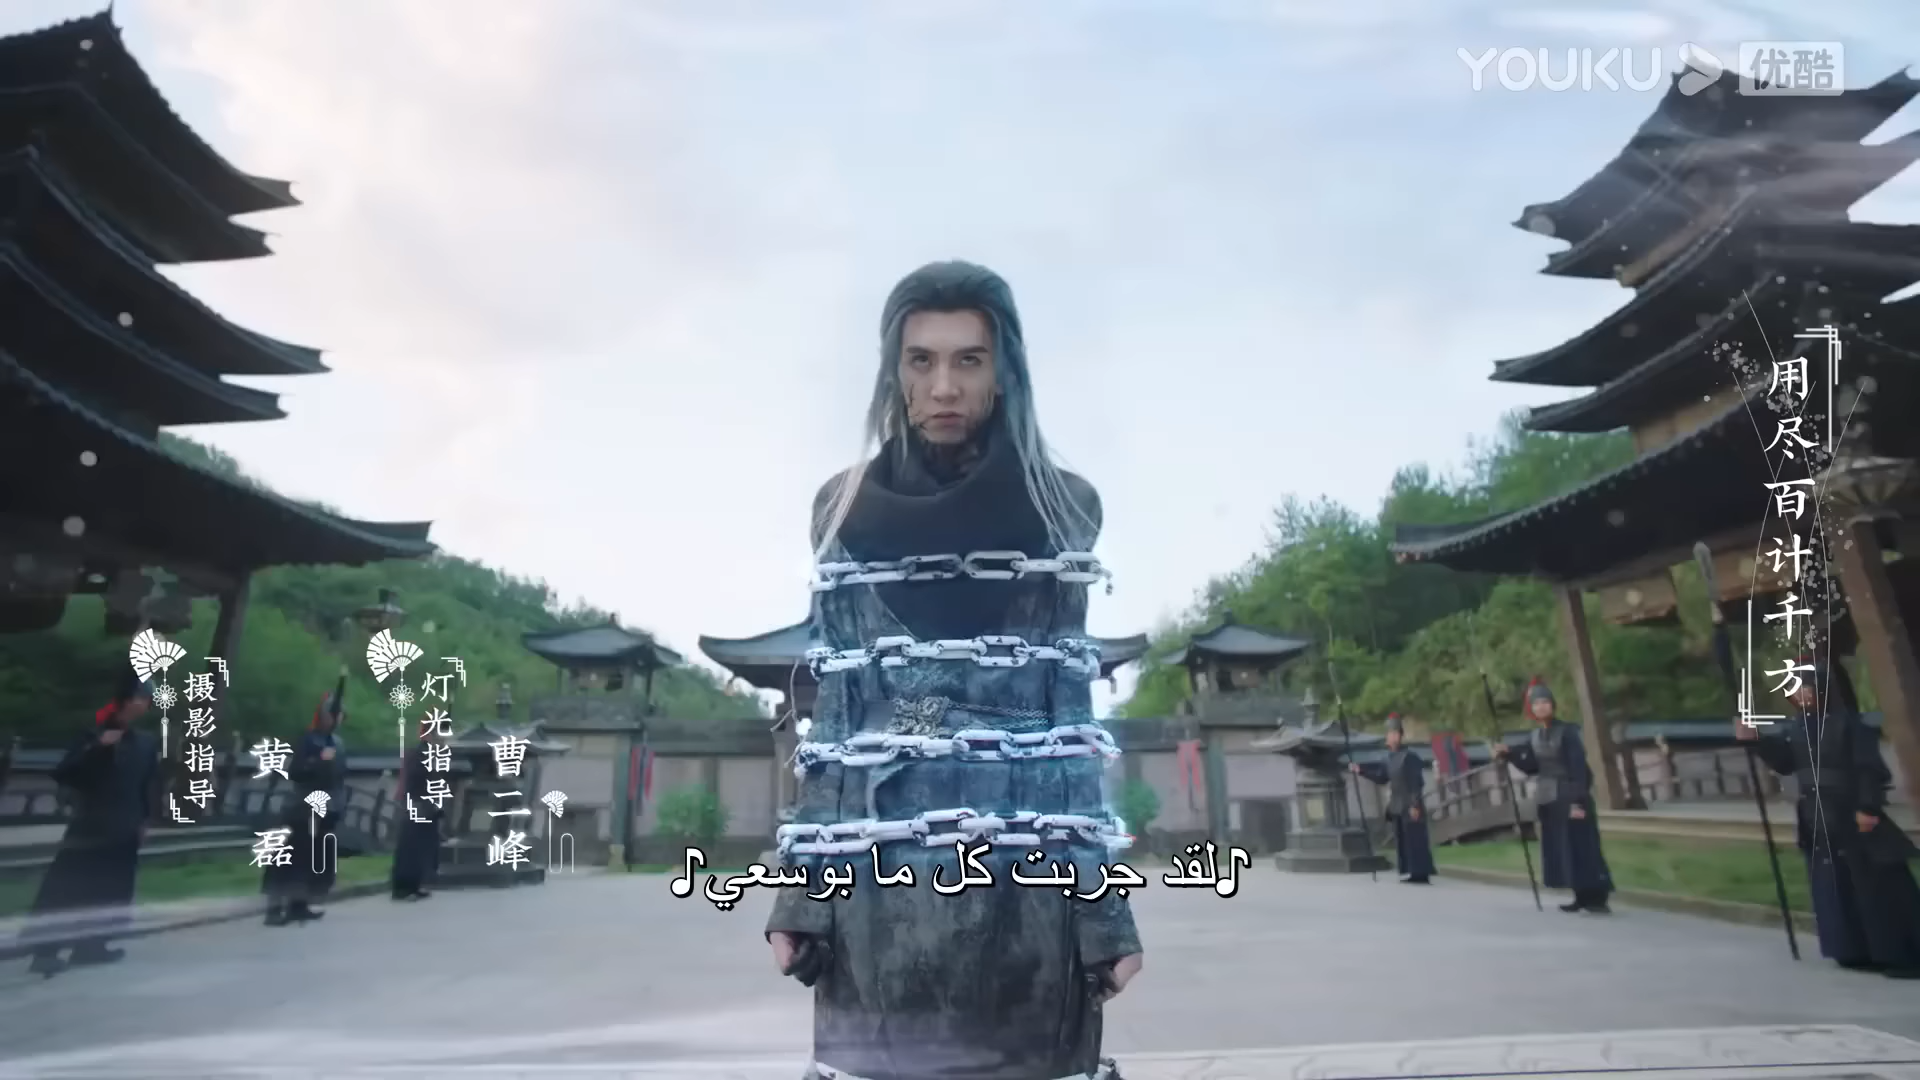 YOUKU 优酷
用尽百计千方
摄影指导
黄磊
灯光指导
曹二峰
♪لقد جربت كل ما بوسعي♪